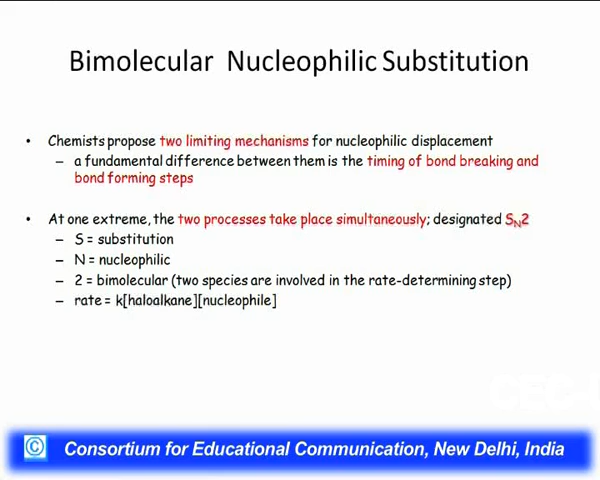 Bimolecular Nucleophilic Substitution
• Chemists propose two limiting mechanisms for nucleophilic displacement
– a fundamental difference between them is the timing of bond breaking and
bond forming steps
• At one extreme, the two processes take place simultaneously; designated SN2
– S = substitution
– N = nucleophilic
– 2 = bimolecular (two species are involved in the rate-determining step)
– rate = k[haloalkane][nucleophile]
© Consortium for Educational Communication, New Delhi, India